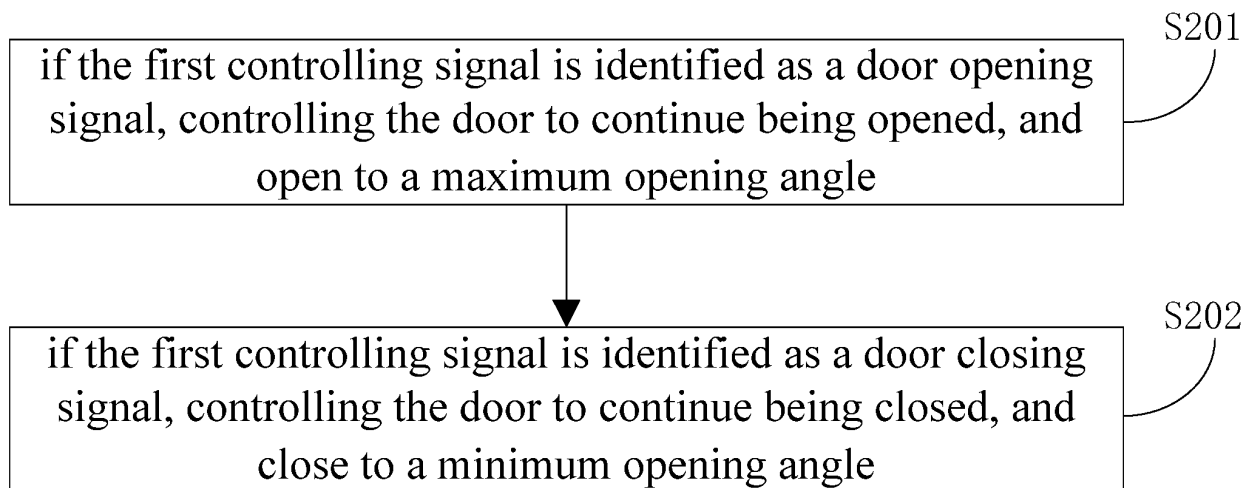 S201
if the first controlling signal is identified as a door opening
signal, controlling the door to continue being opened, and
open to a maximum opening angle
S202
if the first controlling signal is identified as a door closing
signal, controlling the door to continue being closed, and
close to a minimum opening angle